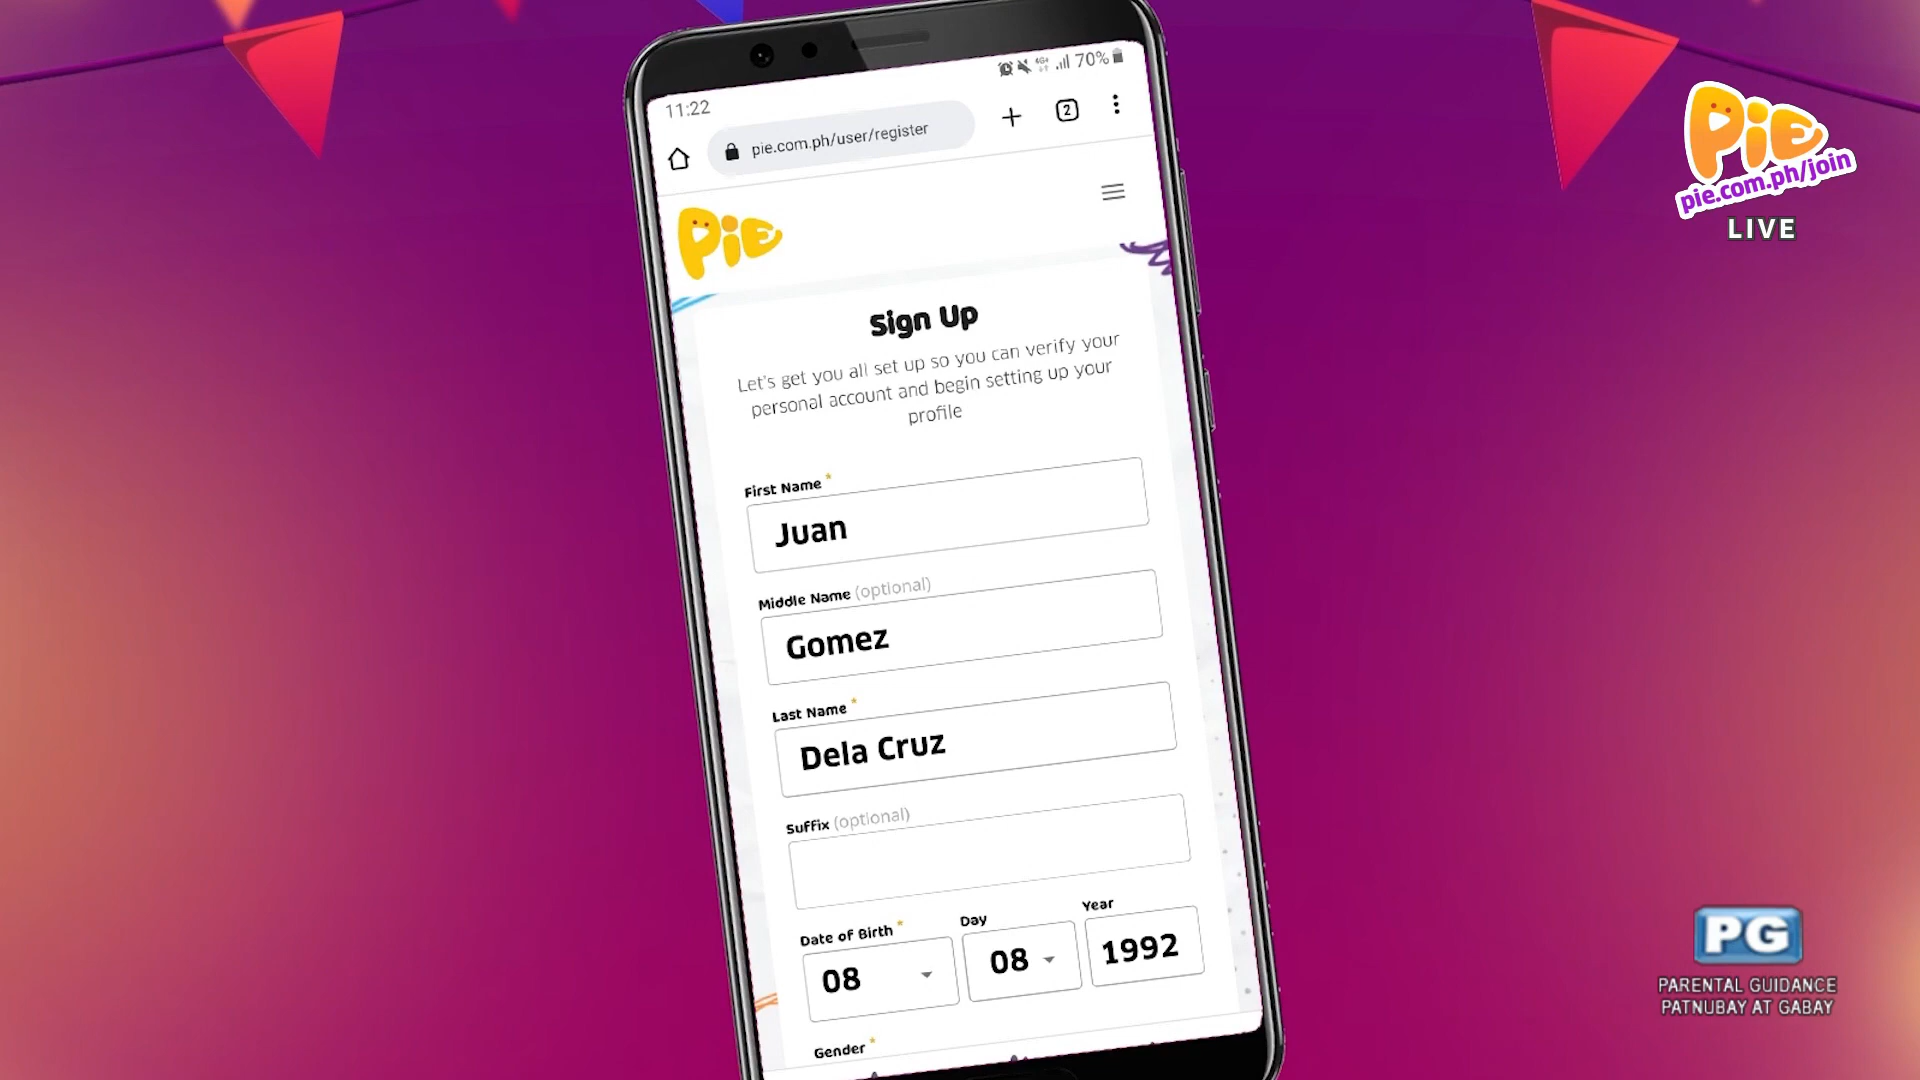 11:22
70%
pie.com.ph/user/register
2
PiE
Sign Up
Let's get you all set up so you can verify your
personal account and begin setting up your
profile
First Name *
Juan
Middle Name (optional)
Gomez
Last Name *
Dela Cruz
Suffix (optional)
Date of Birth * Day Year
08 08 1992
Gender *
PiE
pie.com.ph/join
LIVE
PG
PARENTAL GUIDANCE
PATNUBAY AT GABAY